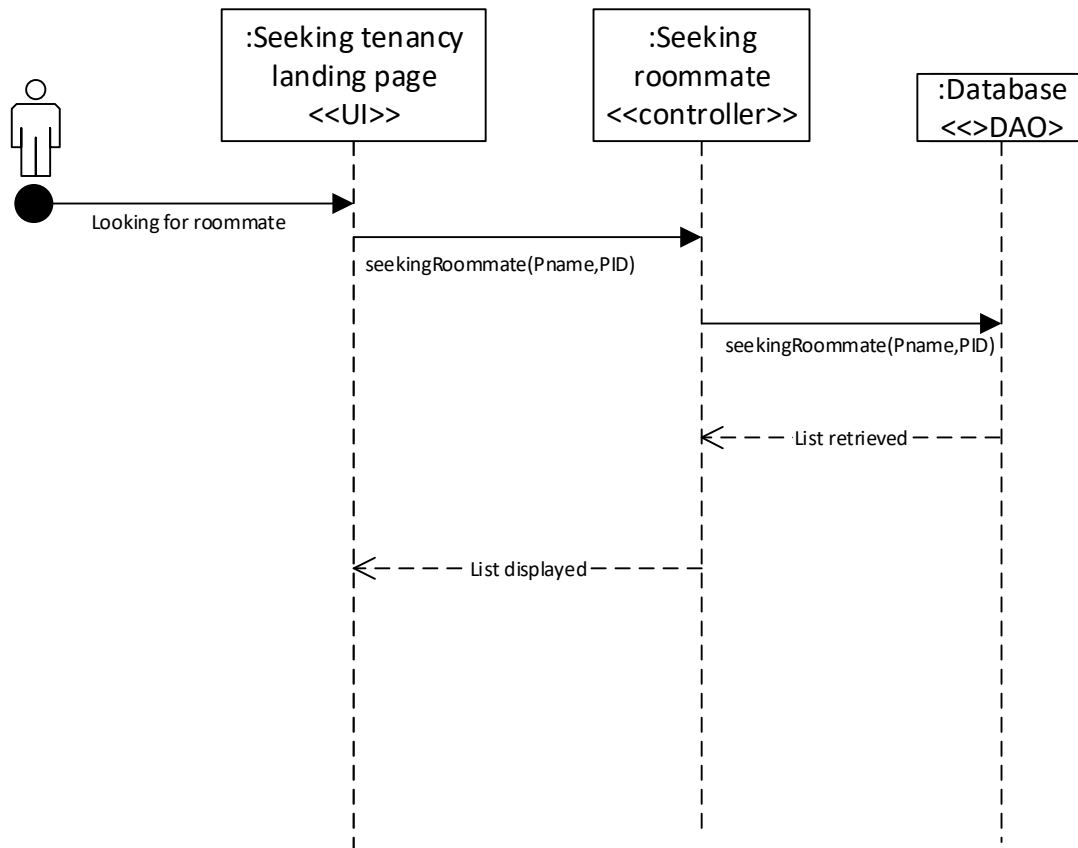 :Seeking tenancy
landing page
<<UI>>
:Seeking
roommate
<<controller>>
:Database
<<>DAO>
Looking for roommate
seekingRoommate(Pname,PID)
seekingRoommate(Pname,PID)
List retrieved
List displayed